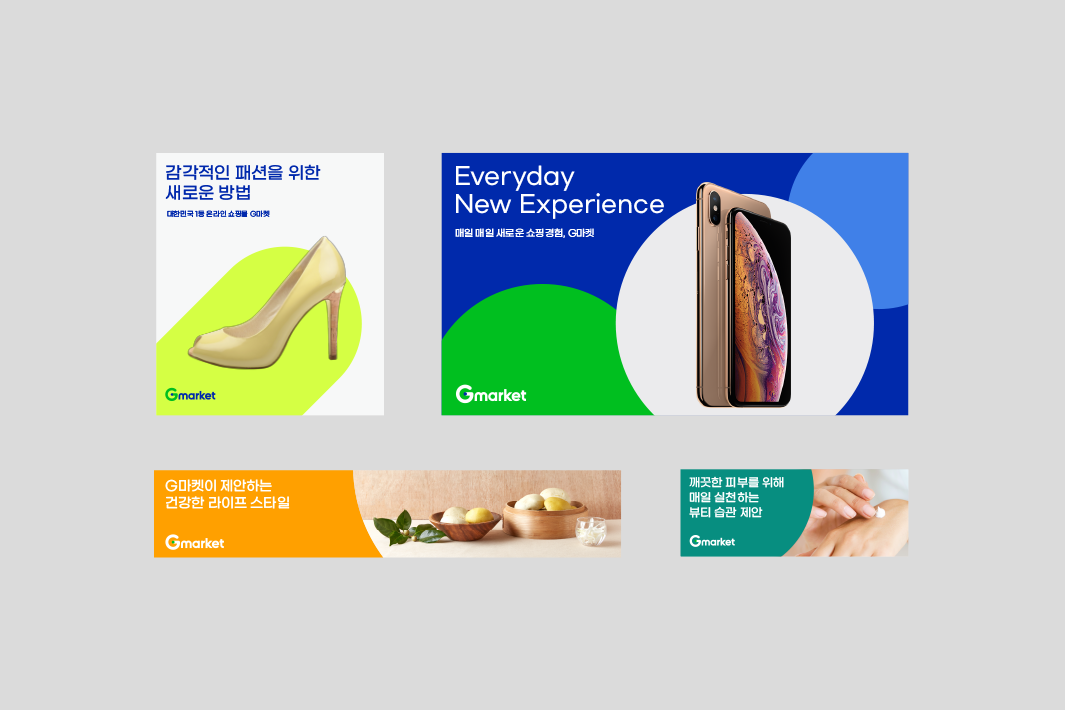 감각적인 패션을 위한
새로운 방법
대한민국 1등 온라인 쇼핑몰 G마켓
Gmarket
Everyday
New Experience
매일 매일 새로운 쇼핑 경험, G마켓
Gmarket
G마켓이 제안하는
건강한 라이프 스타일
Gmarket
깨끗한 피부를 위해
매일 실천하는
뷰티 습관 제안
Gmarket